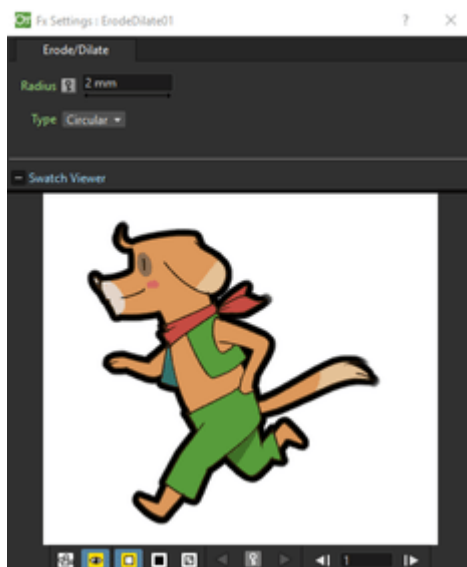 Fx Settings : ErodeDilate01
Erode/Dilate
Radius 2 mm
Type Circular
Swatch Viewer
1